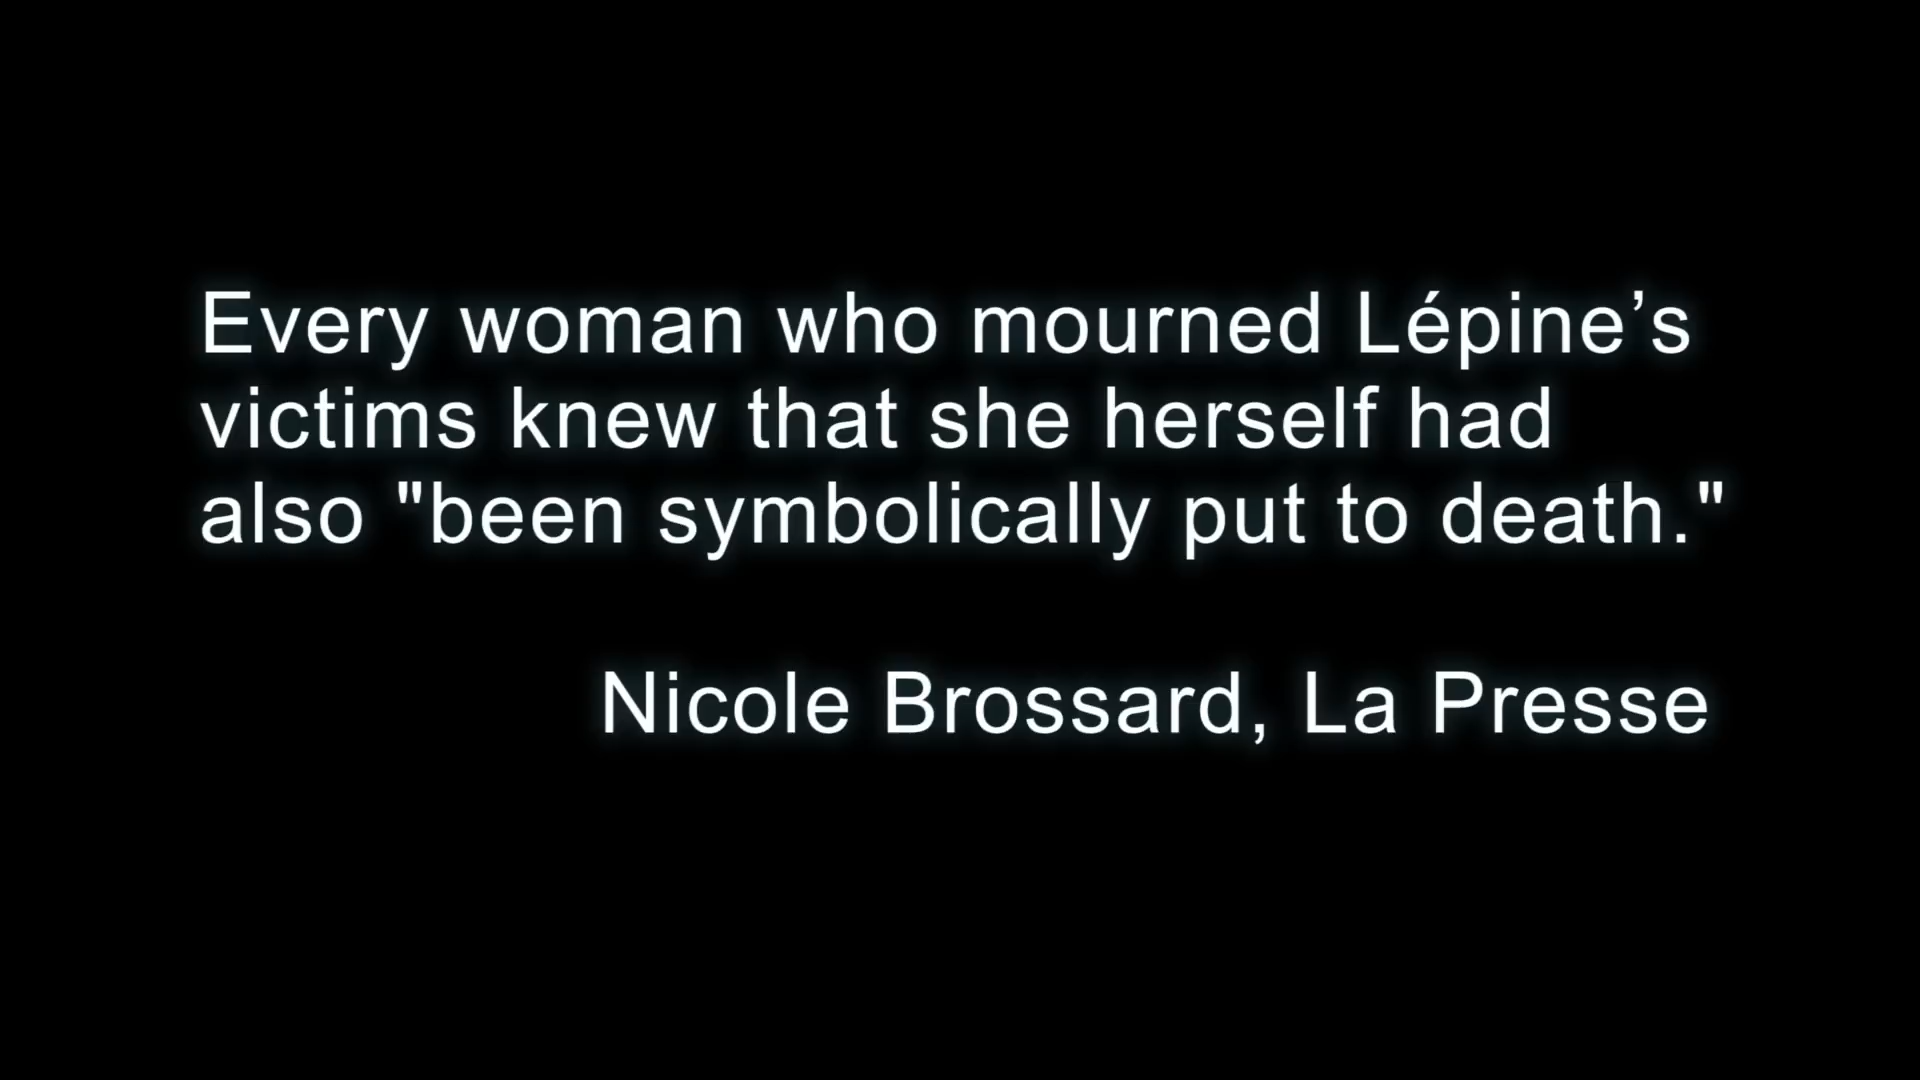 Every woman who mourned Lépine’s
victims knew that she herself had
also "been symbolically put to death."
Nicole Brossard, La Presse